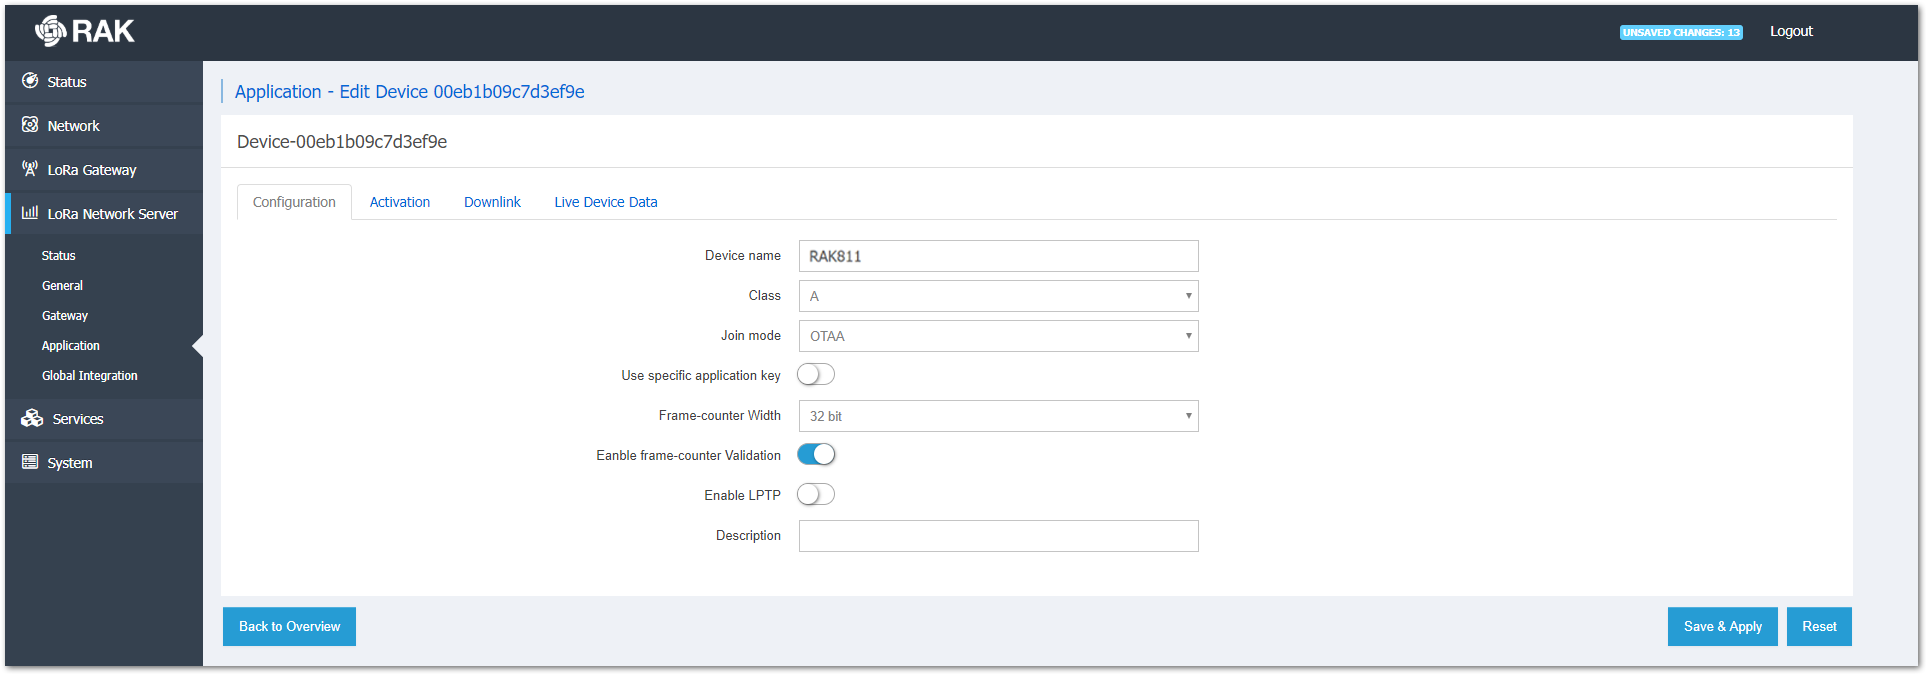 RAK
UNSAVED CHANGES: 13
Logout
Status
Network
LoRa Gateway
LoRa Network Server
Status
General
Gateway
Application
Global Integration
Services
System
Application - Edit Device 00eb1b09c7d3ef9e
Device-00eb1b09c7d3ef9e
Configuration Activation Downlink Live Device Data
Device name RAK811
Class A
Join mode OTAA
Use specific application key
Frame-counter Width 32 bit
Eanble frame-counter Validation
Enable LPTP
Description
Back to Overview Save & Apply Reset